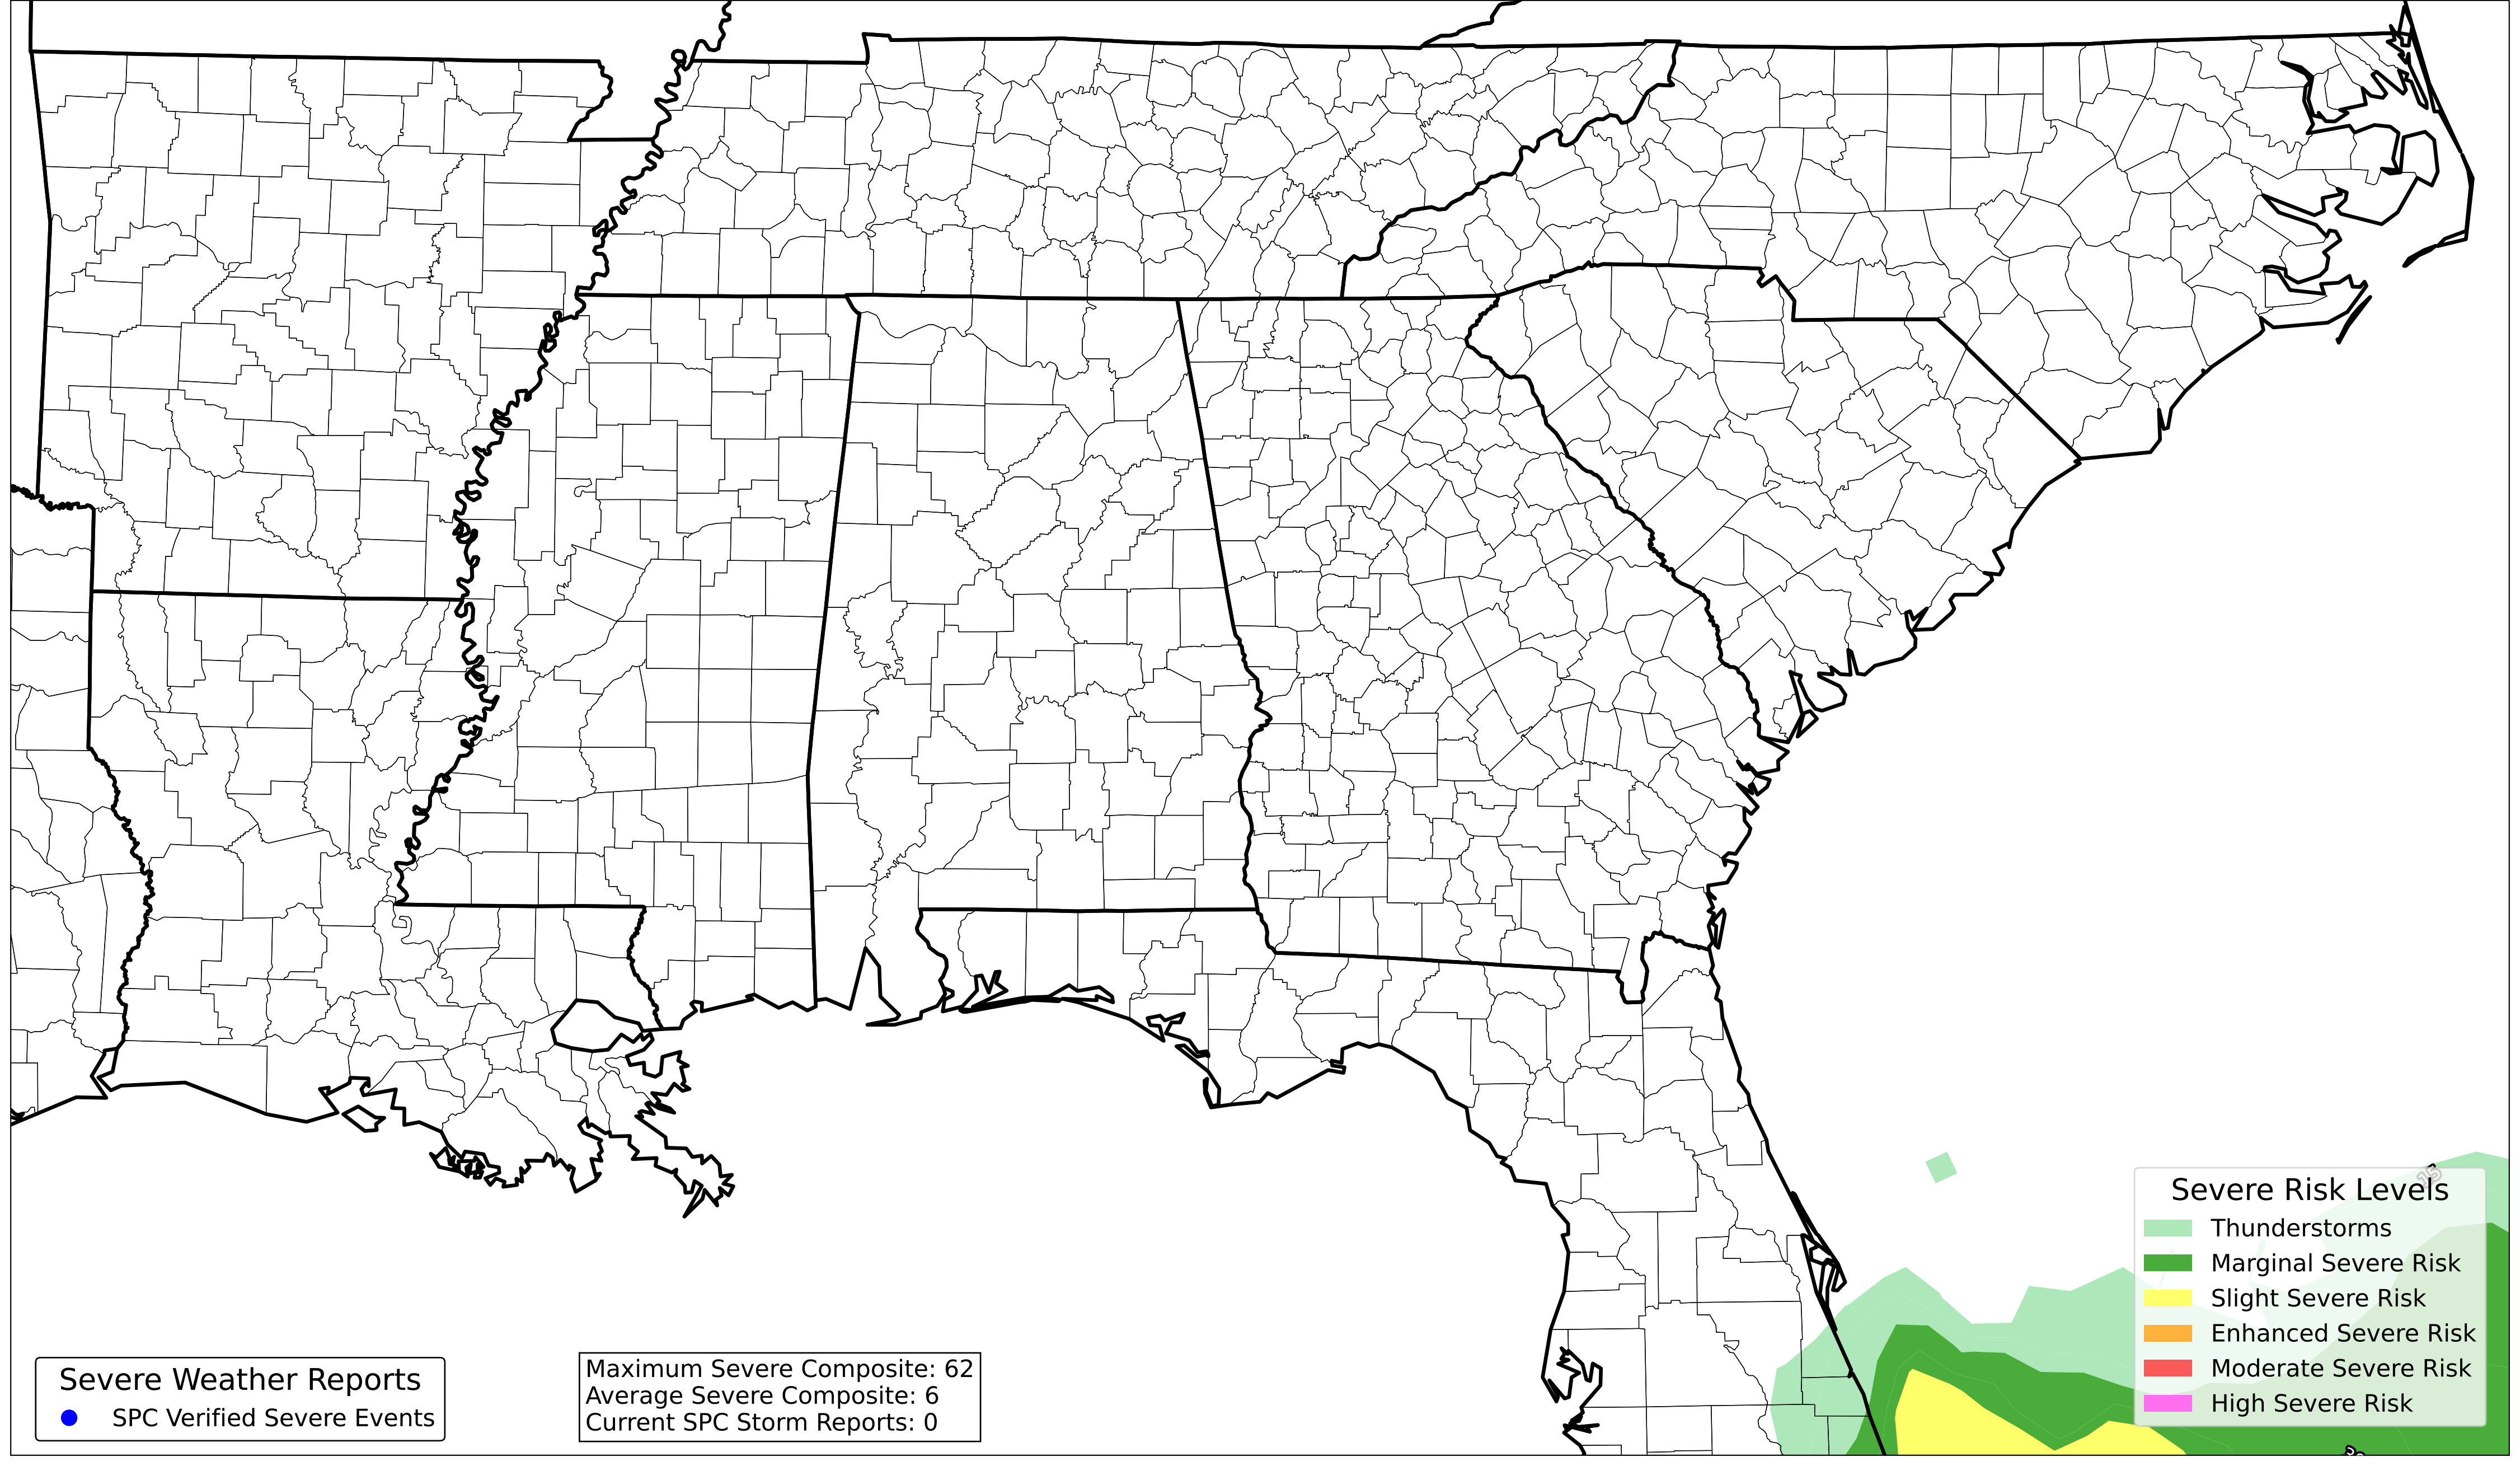 15
Severe Risk Levels
Thunderstorms
Marginal Severe Risk
Slight Severe Risk
Enhanced Severe Risk
Moderate Severe Risk
High Severe Risk
Severe Weather Reports
SPC Verified Severe Events
Maximum Severe Composite: 62
Average Severe Composite: 6
Current SPC Storm Reports: 0